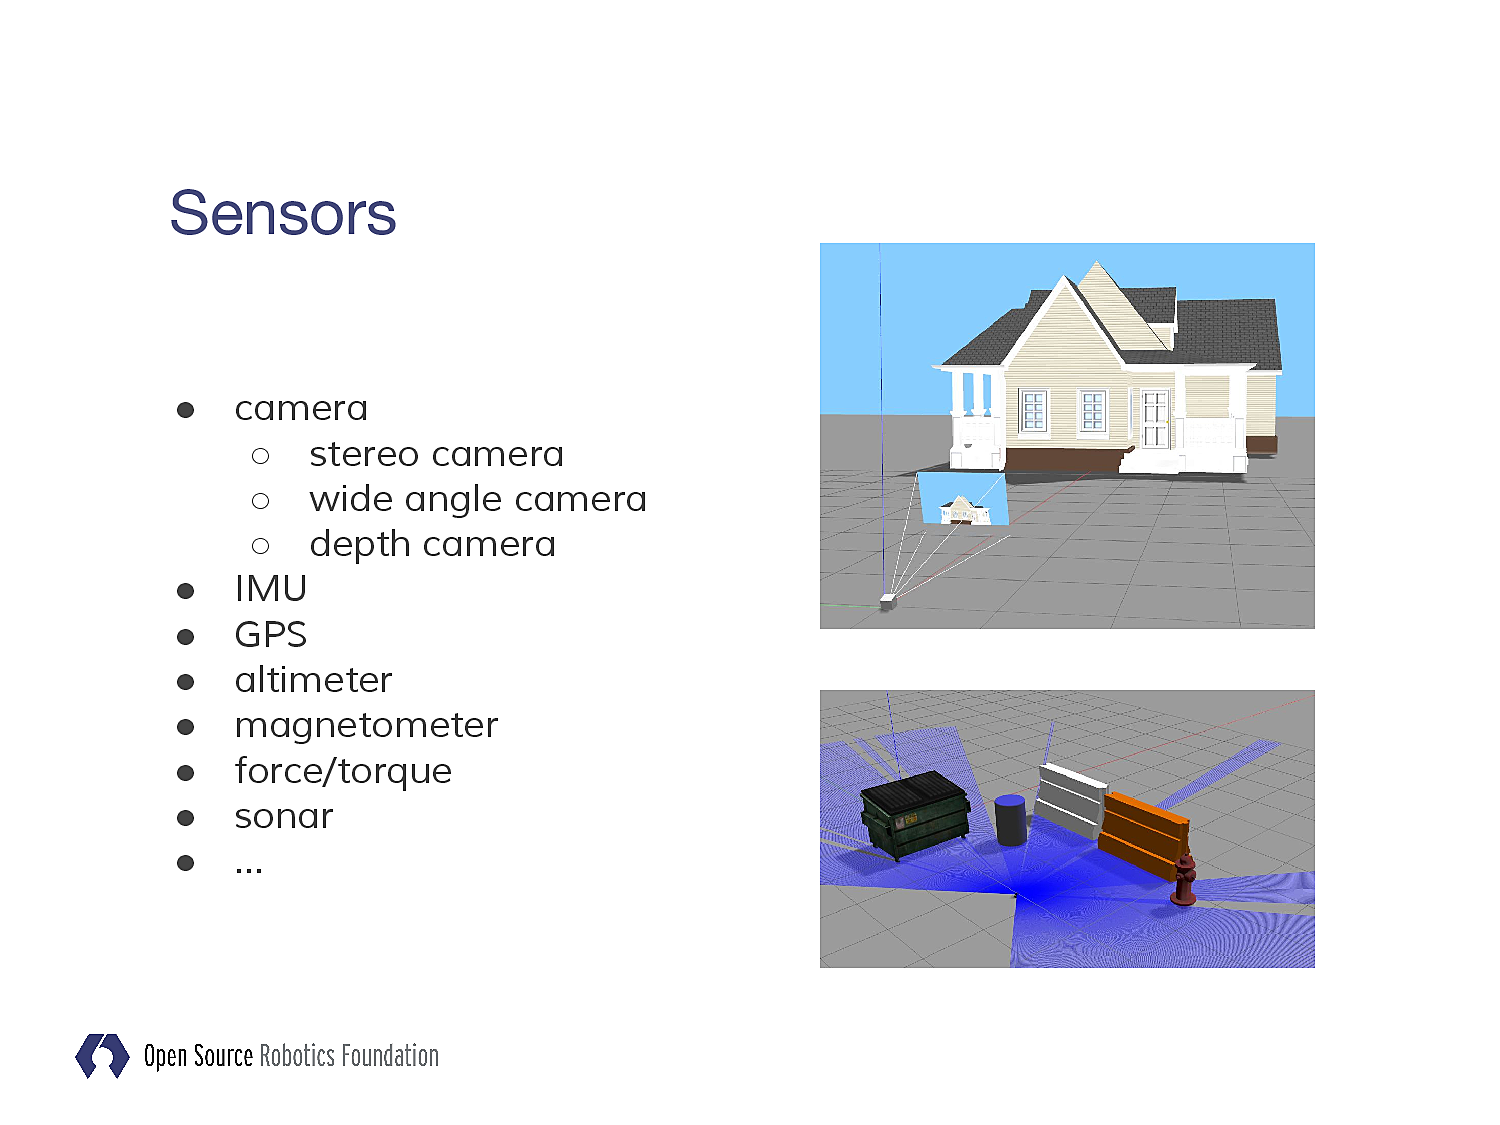 Sensors
● camera
○ stereo camera
○ wide angle camera
○ depth camera
● IMU
● GPS
● altimeter
● magnetometer
● force/torque
● sonar
● ...
Open Source Robotics Foundation